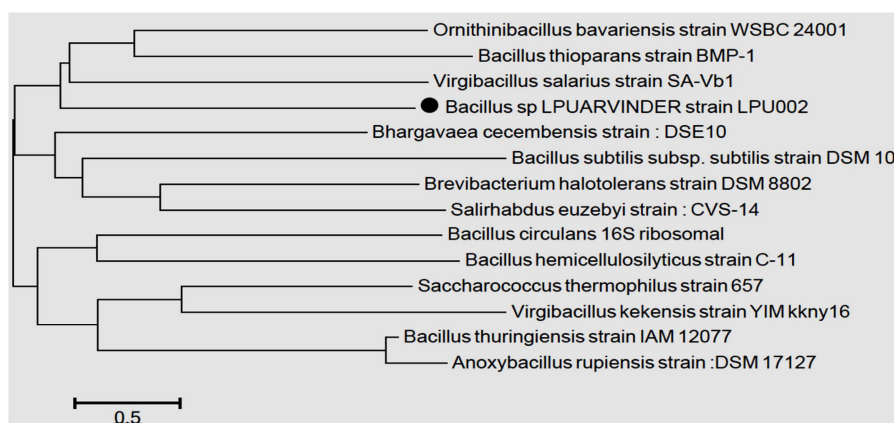 Ornithinibacillus bavariensis strain WSBC 24001
Bacillus thioparans strain BMP-1
Virgibacillus salarius strain SA-Vb1
Bacillus sp LPUARVINDER strain LPU002
Bhargavaea cecembensis strain : DSE10
Bacillus subtilis subsp. subtilis strain DSM 10
Brevibacterium halotolerans strain DSM 8802
Salirhabdus euzebyi strain : CVS-14
Bacillus circulans 16S ribosomal
Bacillus hemicellulosilyticus strain C-11
Saccharococcus thermophilus strain 657
Virgibacillus kekensis strain YIM kkny16
Bacillus thuringiensis strain IAM 12077
Anoxybacillus rupiensis strain :DSM 17127
0.5